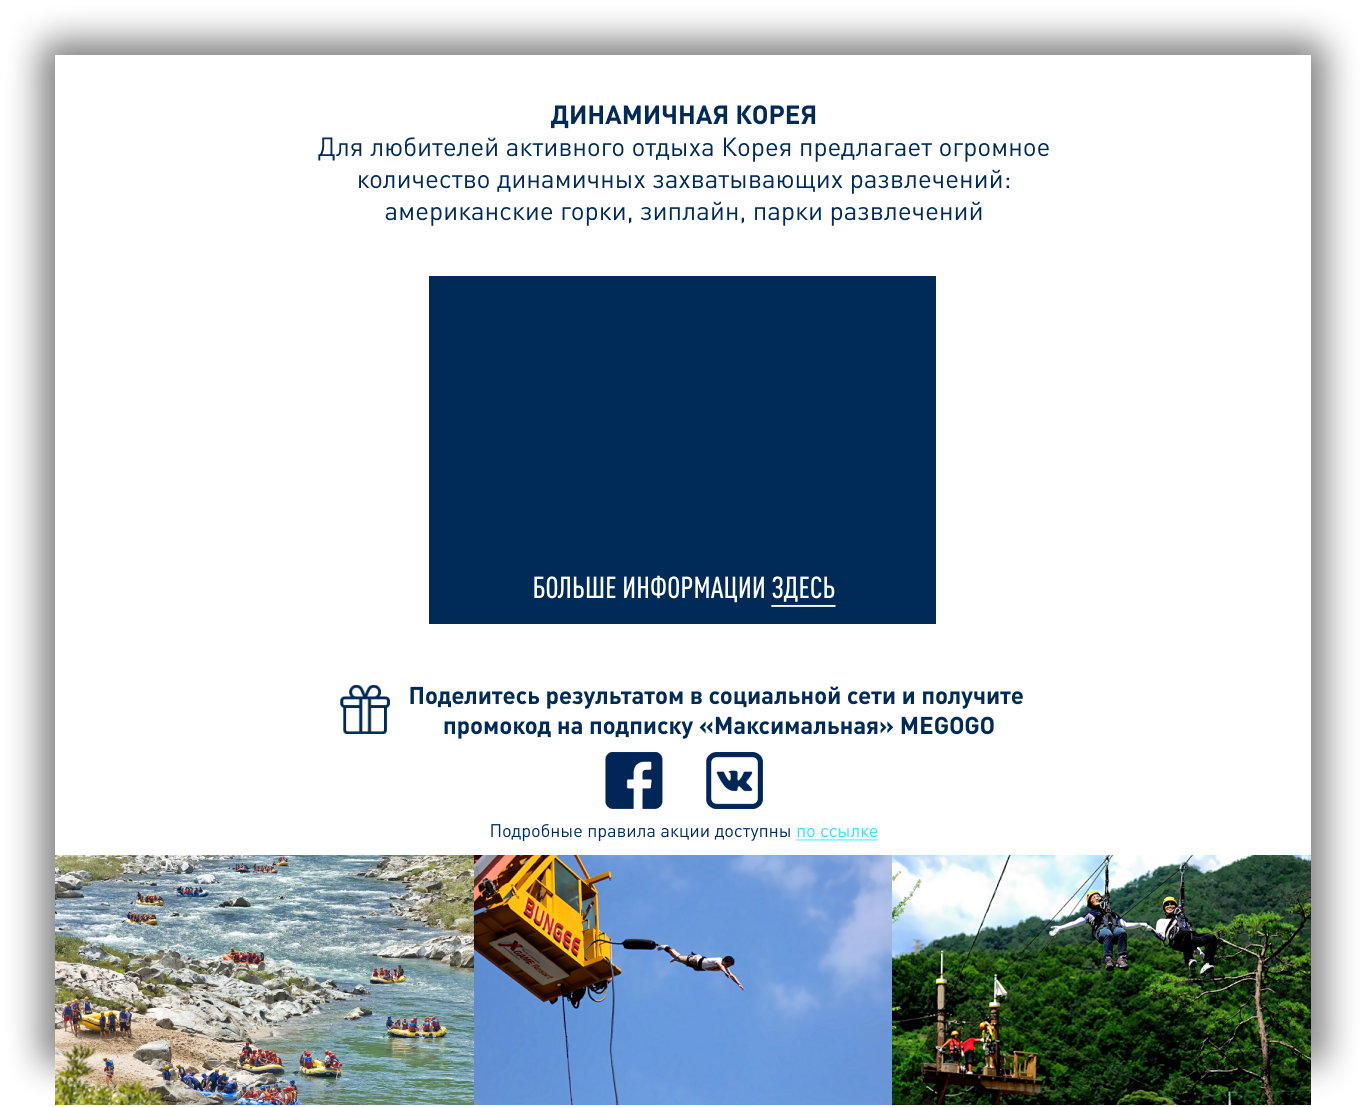 ДИНАМИЧНАЯ КОРЕЯ
Для любителей активного отдыха Корея предлагает огромное
количество динамичных захватывающих развлечений:
американские горки, зиплайн, парки развлечений
БОЛЬШЕ ИНФОРМАЦИИ ЗДЕСЬ
Поделитесь результатом в социальной сети и получите
промокод на подписку «Максимальная» MEGOGO
Подробные правила акции доступны по ссылке
BUNGEE